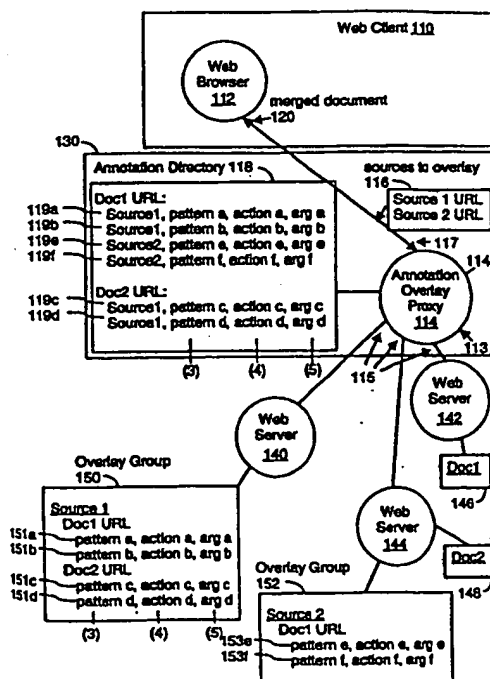 Web Client 110
Web
Browser
112
merged document
120
130
Annotation Directory 118
sources to overlay
116
Source 1 URL
Source 2 URL
Doc1 URL:
119a Source1, pattern a, action a, arg a
119b Source1, pattern b, action b, arg b
119e Source2, pattern e, action e, arg e
119f Source2, pattern f, action f, arg f
117
114
Doc2 URL:
119c Source1, pattern c, action c, arg c
119d Source1, pattern d, action d, arg d
Annotation
Overlay
Proxy
114
113
(3) (4) (5)
115
Web
Server
142
Web
Server
140
Doc1
146
Overlay Group
150
Web
Server
144
Doc2
148
Source 1
Doc1 URL
151a pattern a, action a, arg a
151b pattern b, action b, arg b
Doc2 URL
151c pattern c, action c, arg c
151d pattern d, action d, arg d
(3) (4) (5)
Overlay Group
152
Source 2
Doc1 URL
153e pattern e, action e, arg e
153f pattern f, action f, arg f